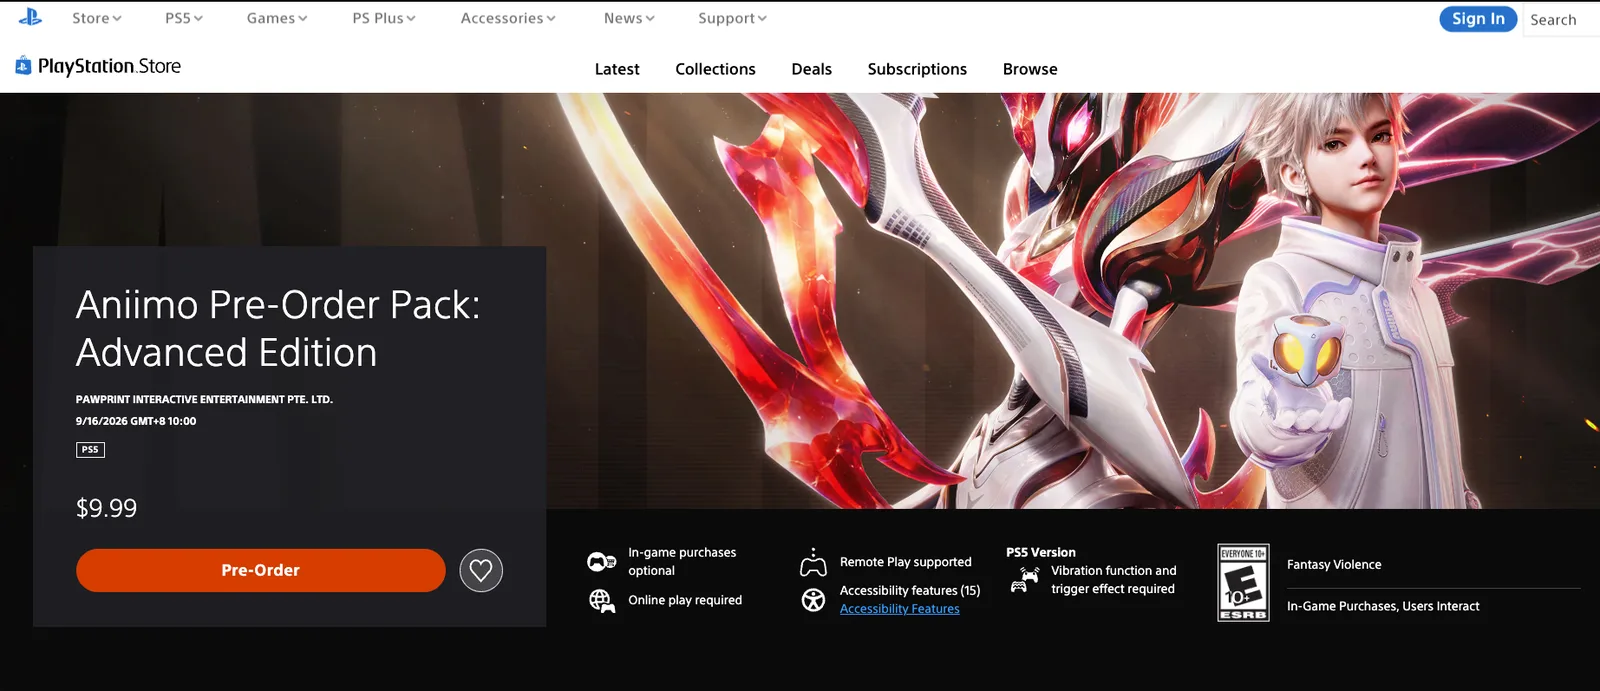 Store
PS5
Games
PS Plus
Accessories
News
Support
Sign In
Search
PlayStation.Store
Latest
Collections
Deals
Subscriptions
Browse
Aniimo Pre-Order Pack:
Advanced Edition
PAWPRINT INTERACTIVE ENTERTAINMENT PTE. LTD.
9/16/2026 GMT+8 10:00
PS5
$9.99
Pre-Order
In-game purchases
optional
Online play required
Remote Play supported
Accessibility features (15)
Accessibility Features
PS5 Version
Vibration function and
trigger effect required
EVERYONE 10+
E
10+
ESRB
Fantasy Violence
In-Game Purchases, Users Interact